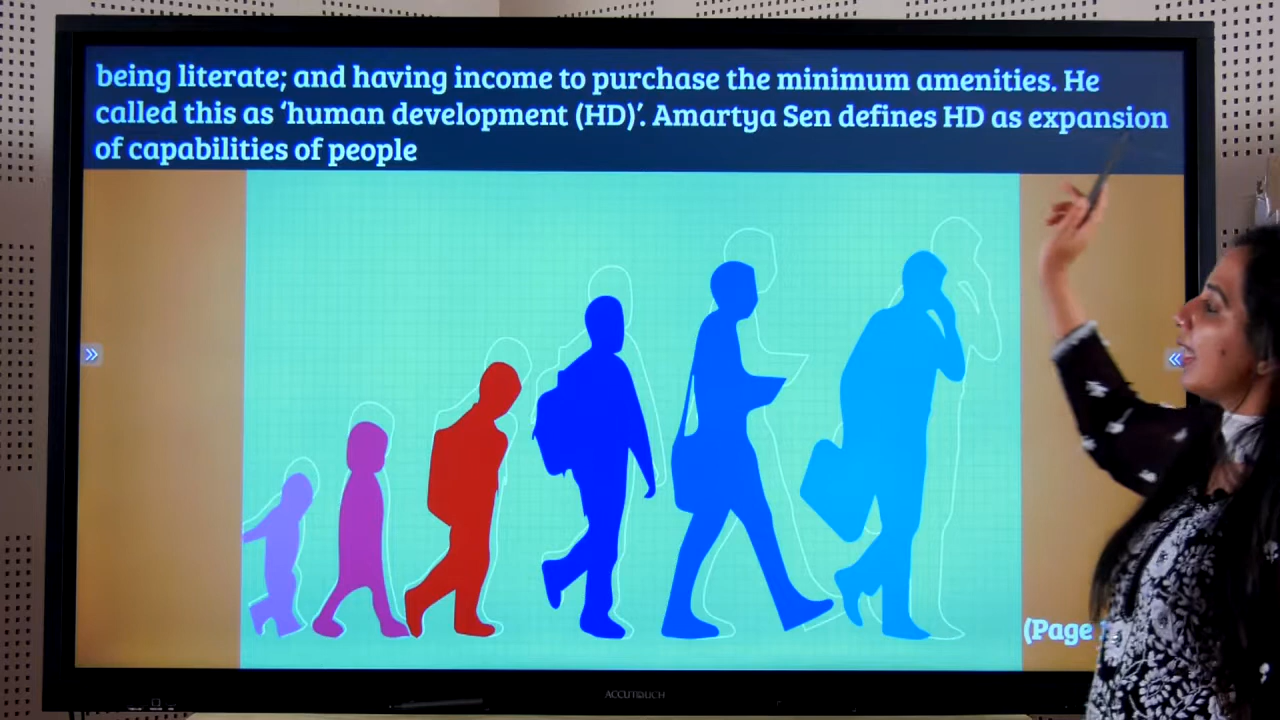 being literate; and having income to purchase the minimum amenities. He
called this as ‘human development (HD)’. Amartya Sen defines HD as expansion
of capabilities of people
(Page
ACCUTOUCH